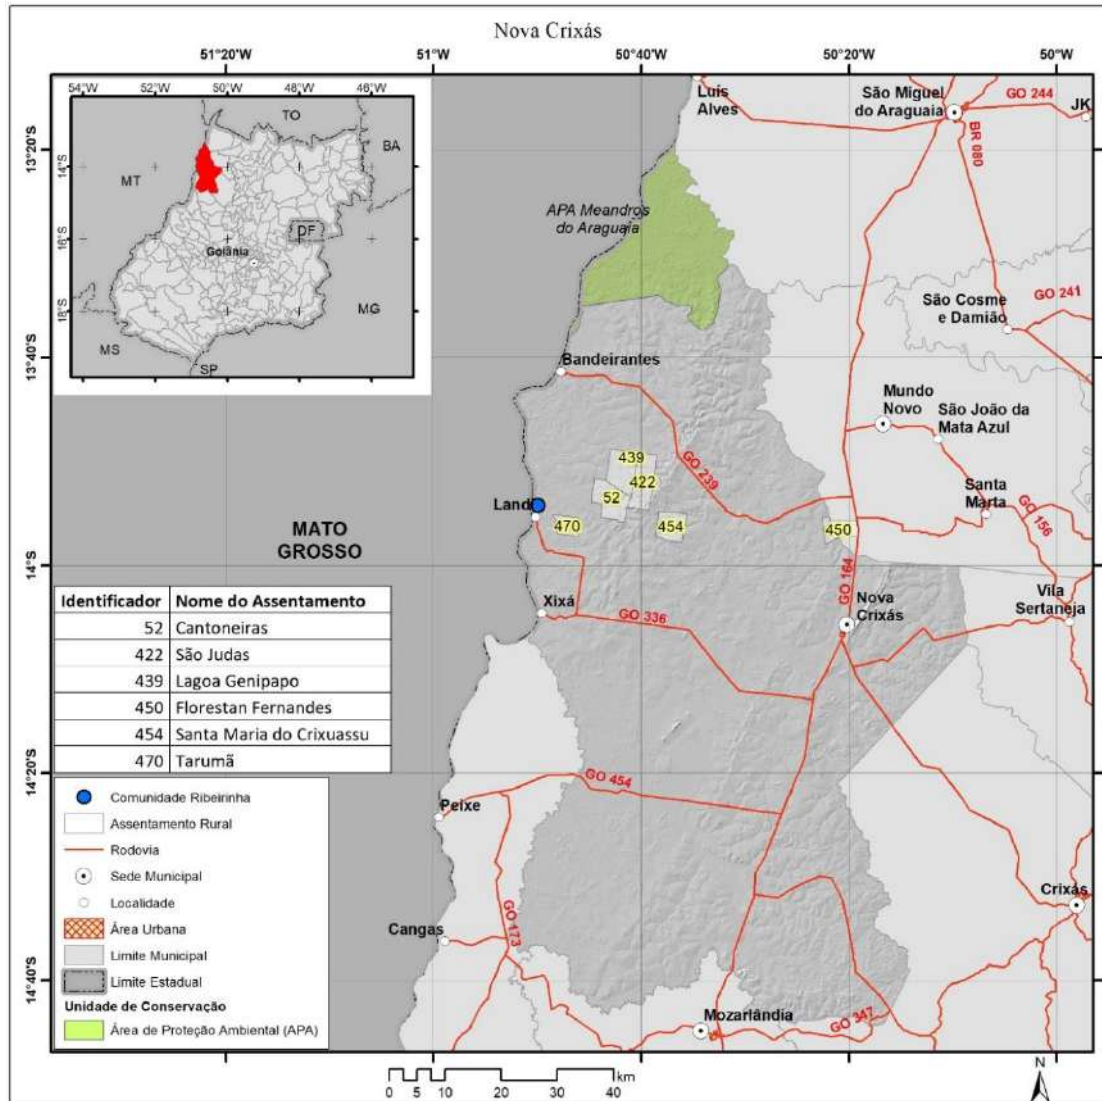 Nova Crixás
51°20'W
51°W
50°40'W
50°20'W
50°W
54°W
52°W
50°W
48°W
46°W
TO
BA
MT
DF
Goiânia
MG
MS
SP
14°S
16°S
18°S
13°20'S
13°40'S
14°S
14°20'S
14°40'S
Luís
Alves
São Miguel
do Araguaia
GO 244
JK
BR 080
APA Meandros
do Araguaia
São Cosme
e Damião
GO 241
Bandeirantes
Mundo
Novo
São João da
Mata Azul
439
422
GO 239
52
Santa
Marta
Landi
470
454
450
GO 156
MATO
GROSSO
Xixá
GO 336
GO 164
Nova
Crixás
Vila
Sertaneja
Identificador Nome do Assentamento
52 Cantoneiras
422 São Judas
439 Lagoa Genipapo
450 Florestan Fernandes
454 Santa Maria do Crixuassu
470 Tarumã
GO 454
Peixe
Crixás
Cangas
GO 173
Mozarlândia
GO 347
Comunidade Ribeirinha
Assentamento Rural
Rodovia
Sede Municipal
Localidade
Área Urbana
Limite Municipal
Limite Estadual
Unidade de Conservação
Área de Proteção Ambiental (APA)
km
0 5 10 20 30 40
N